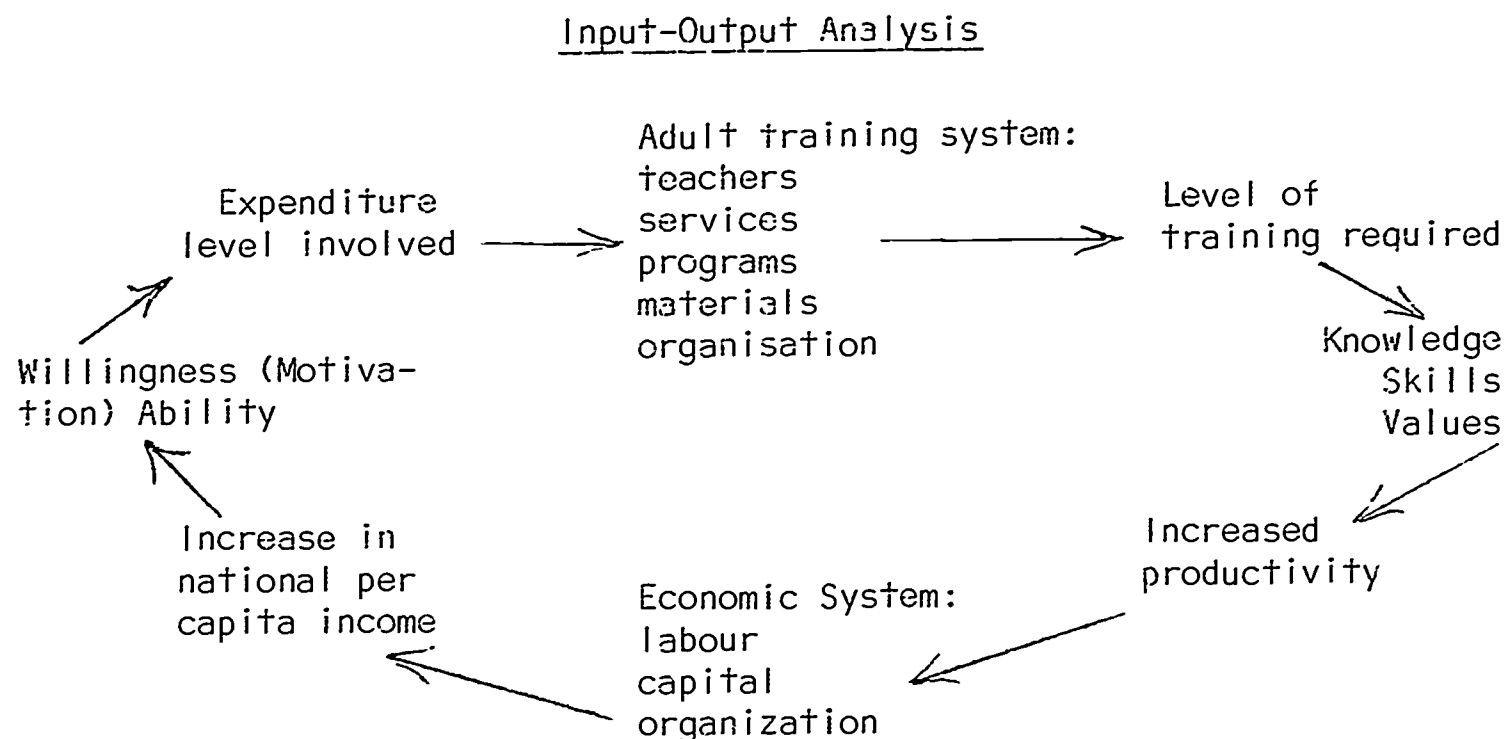 Input-Output Analysis
Expenditure
level involved
Adult training system:
teachers
services
programs
materials
organisation
Level of
training required
Knowledge
Skills
Values
Increased
productivity
Economic System:
labour
capital
organization
Increase in
national per
capita income
Willingness (Motiva-
tion) Ability